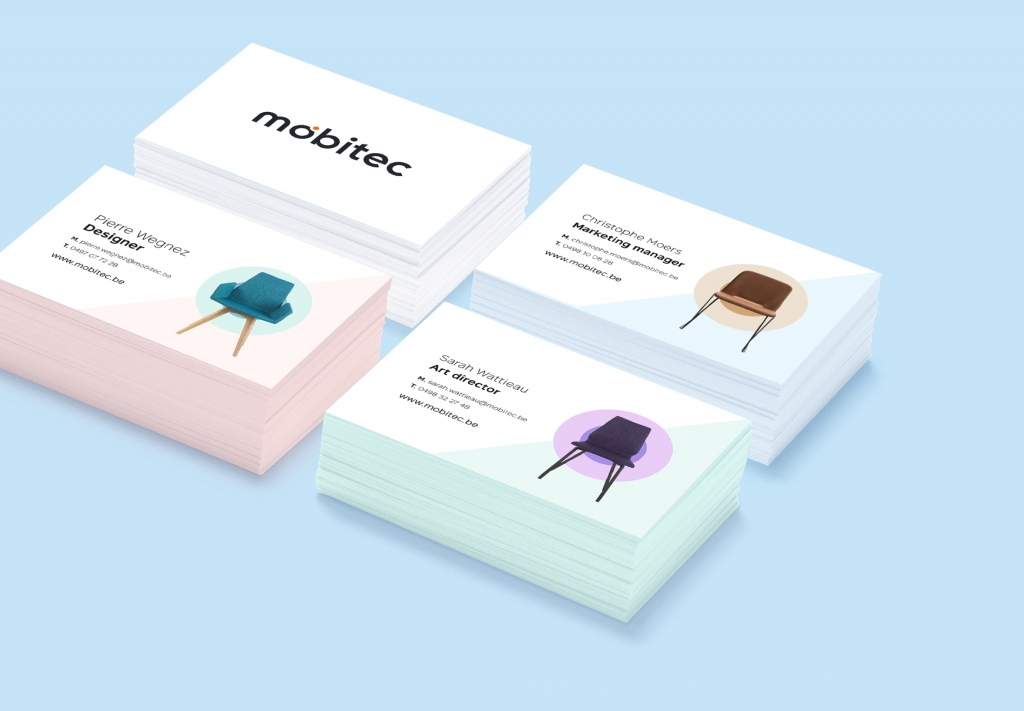 mobitec
Pierre Wegnez
Designer
M. pierre.wegnez@mobitec.be
T. 0497 07 72 28
www.mobitec.be
Christophe Moers
Marketing manager
M. christophe.moers@mobitec.be
T. 0498 10 08 28
www.mobitec.be
Sarah Wattieau
Art director
M. sarah.wattieau@mobitec.be
T. 0498 32 27 48
www.mobitec.be